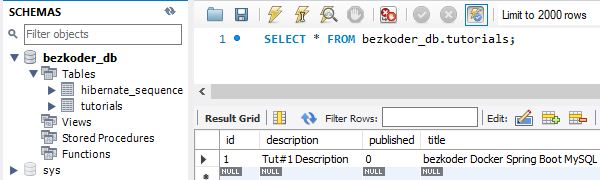 SCHEMAS
Filter objects
bezkoder_db
Tables
hibernate_sequence
tutorials
Views
Stored Procedures
Functions
sys
Limit to 2000 rows
1 SELECT * FROM bezkoder_db.tutorials;
Result Grid Filter Rows: Edit:
id description published title
1 Tut#1 Description 0 bezkoder Docker Spring Boot MySQL
NULL NULL NULL NULL